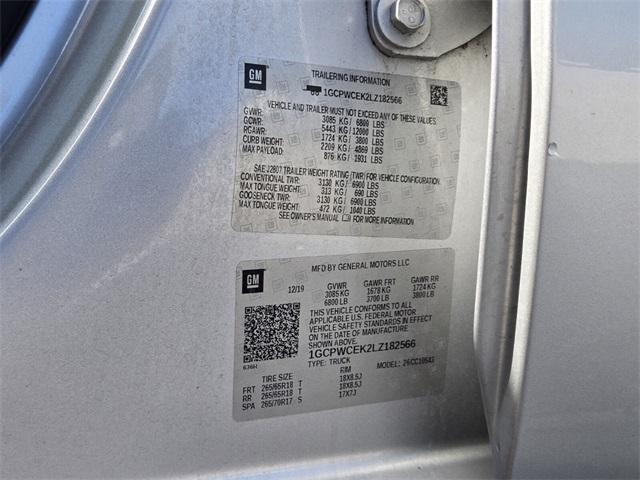 GM
TRAILERING INFORMATION
1GCPWCEK2LZ182566
VEHICLE AND TRAILER MUST NOT EXCEED ANY OF THESE VALUES.
GVWR: 3085 KG / 6800 LBS
GCWR: 5443 KG / 12000 LBS
RGAWR: 1724 KG / 3800 LBS
CURB WEIGHT: 2209 KG / 4869 LBS
MAX PAYLOAD: 876 KG / 1931 LBS
SAE J2807 TRAILER WEIGHT RATING (TWR) FOR VEHICLE CONFIGURATION.
CONVENTIONAL TWR: 3130 KG / 6900 LBS
MAX TONGUE WEIGHT: 313 KG / 690 LBS
GOOSENECK TWR: 3130 KG / 6900 LBS
MAX TONGUE WEIGHT: 472 KG / 1040 LBS
SEE OWNER'S MANUAL FOR MORE INFORMATION
GM
MFD BY GENERAL MOTORS LLC
12/19 GVWR GAWR FRT GAWR RR
3085 KG 1678 KG 1724 KG
6800 LB 3700 LB 3800 LB
THIS VEHICLE CONFORMS TO ALL
APPLICABLE U.S. FEDERAL MOTOR
VEHICLE SAFETY STANDARDS IN EFFECT
ON THE DATE OF MANUFACTURE
SHOWN ABOVE.
1GCPWCEK2LZ182566
636H TYPE: TRUCK MODEL:
TIRE SIZE RIM
FRT 265/65R18 T 18X8.5J
RR 265/65R18 T 18X8.5J
SPA 265/70R17 S 17X7J